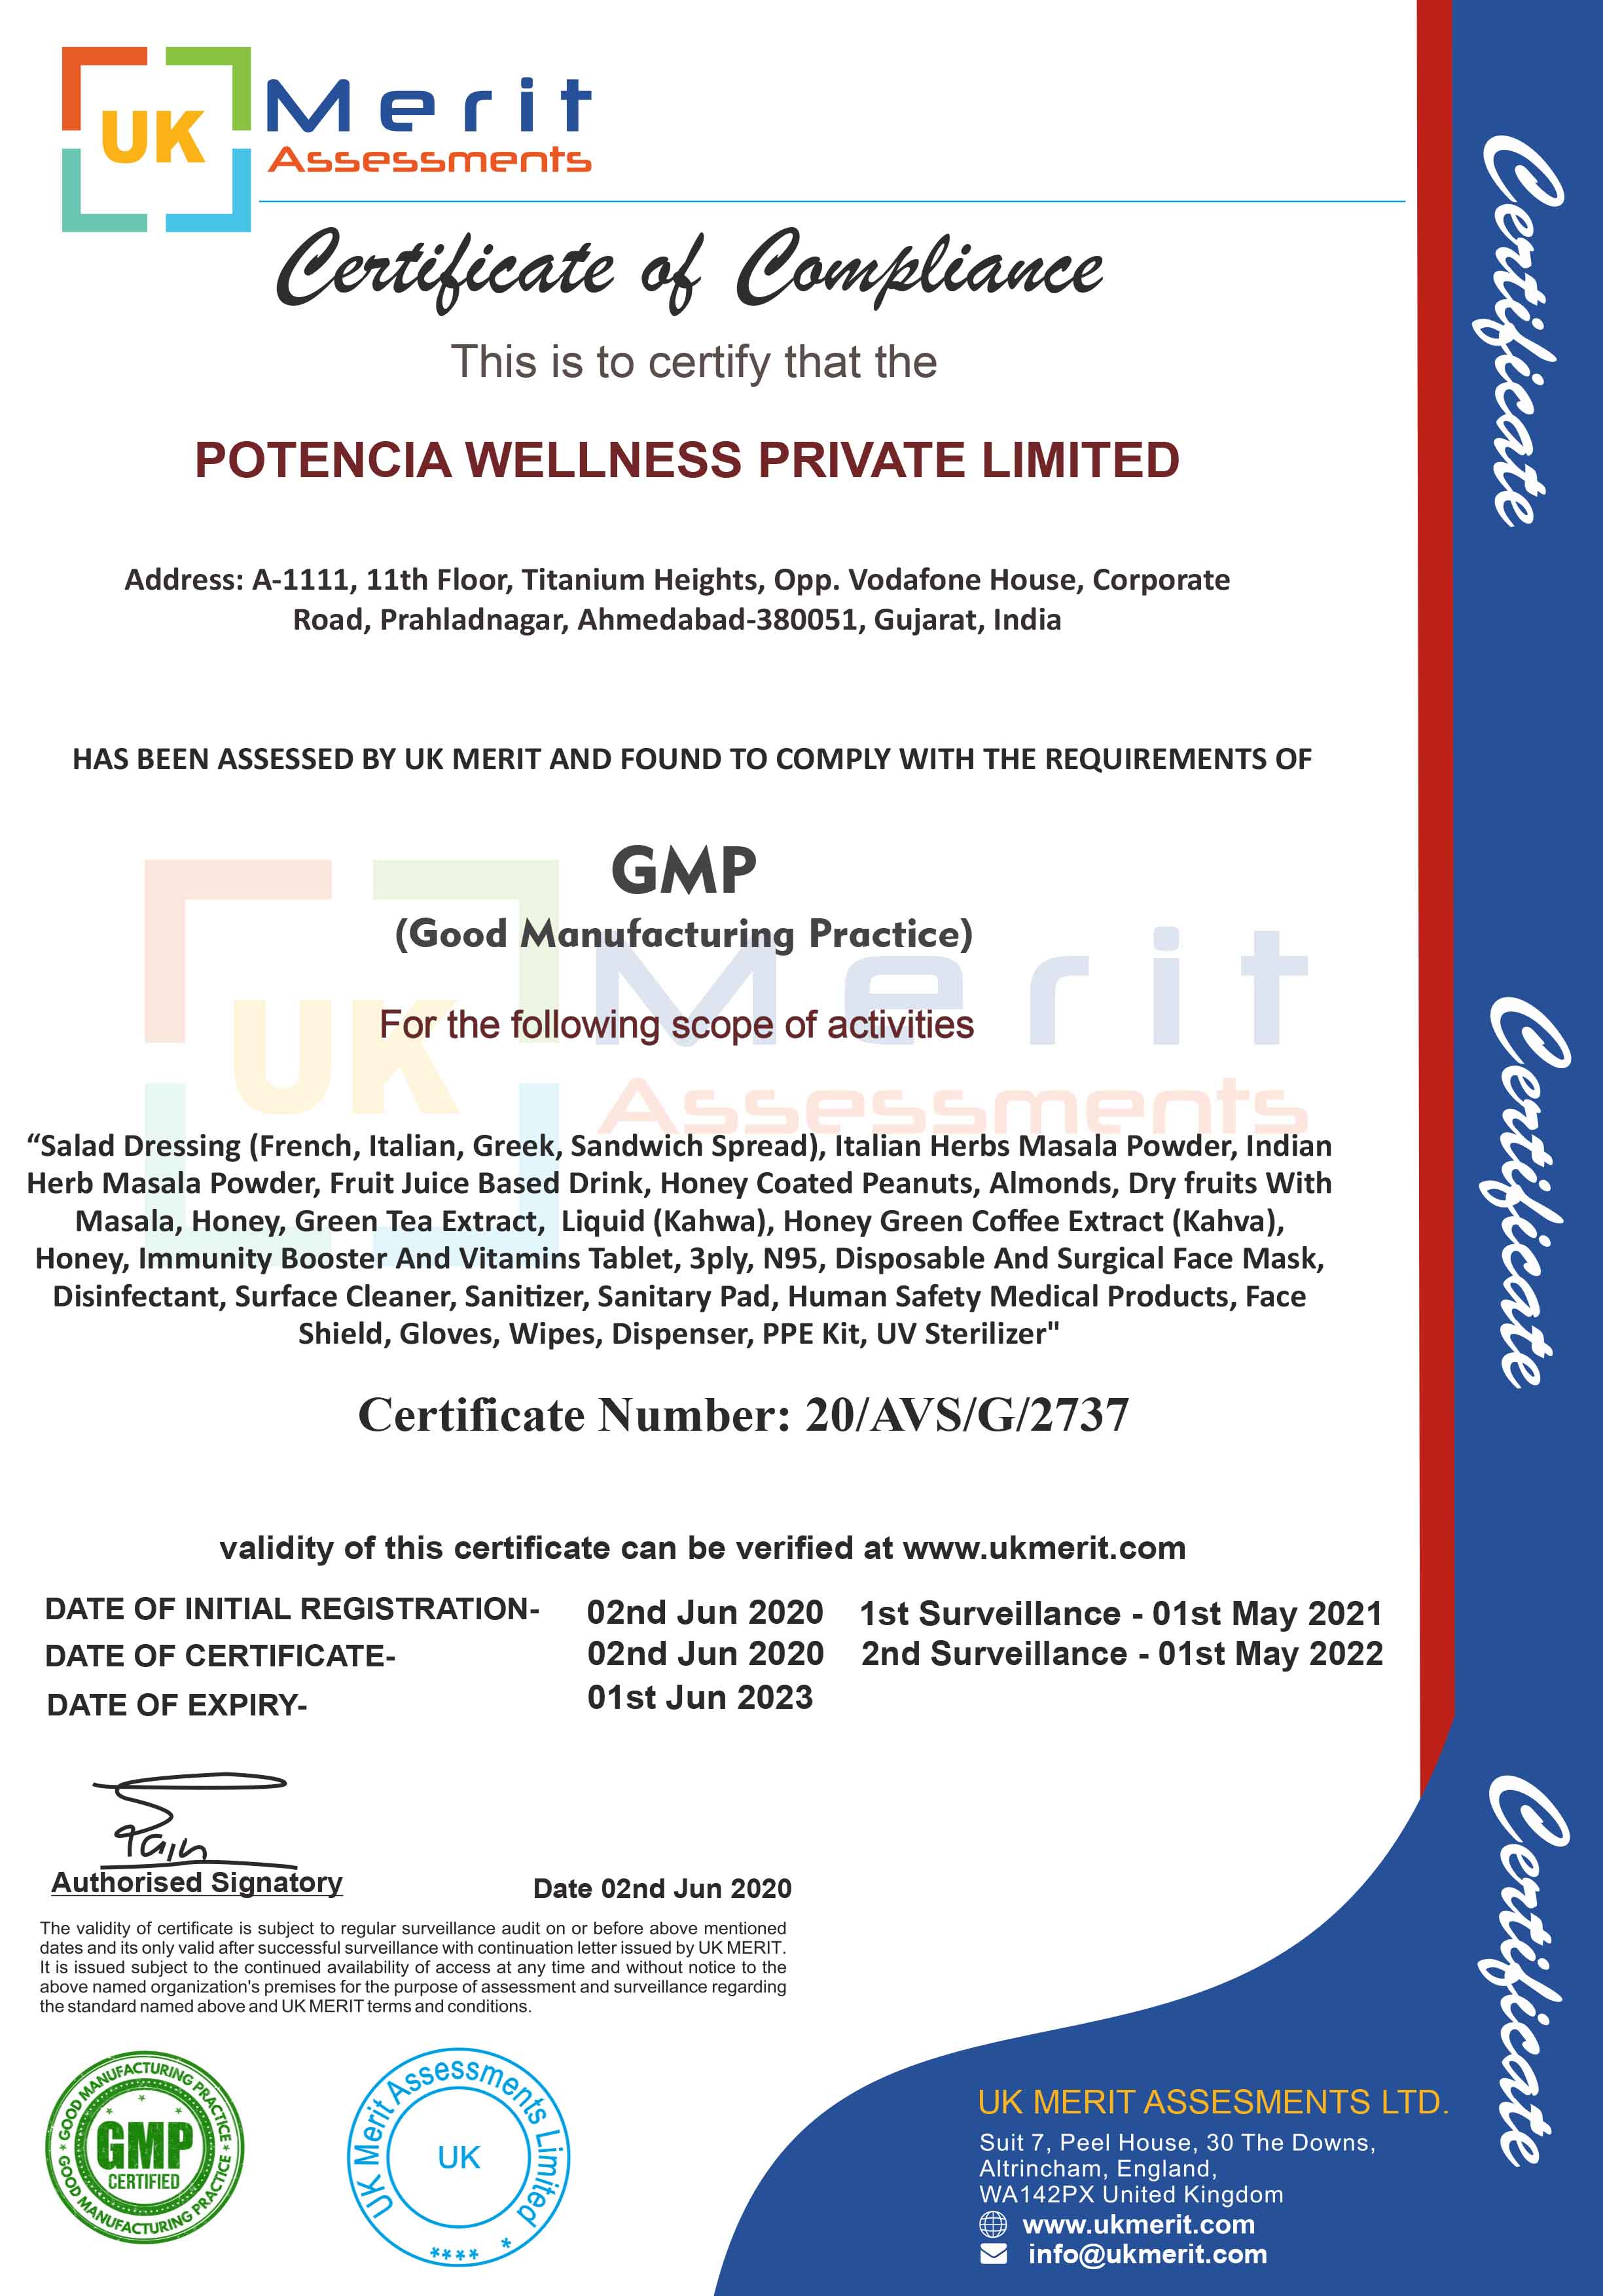 UK Merit
Assessments
Certificate of Compliance
This is to certify that the
POTENCIA WELLNESS PRIVATE LIMITED
Address: A-1111, 11th Floor, Titanium Heights, Opp. Vodafone House, Corporate
Road, Prahladnagar, Ahmedabad-380051, Gujarat, India
HAS BEEN ASSESSED BY UK MERIT AND FOUND TO COMPLY WITH THE REQUIREMENTS OF
GMP
(Good Manufacturing Practice)
UK Merit
Assessments
For the following scope of activities
“Salad Dressing (French, Italian, Greek, Sandwich Spread), Italian Herbs Masala Powder, Indian
Herb Masala Powder, Fruit Juice Based Drink, Honey Coated Peanuts, Almonds, Dry fruits With
Masala, Honey, Green Tea Extract,  Liquid (Kahwa), Honey Green Coffee Extract (Kahva),
Honey, Immunity Booster And Vitamins Tablet, 3ply, N95, Disposable And Surgical Face Mask,
Disinfectant, Surface Cleaner, Sanitizer, Sanitary Pad, Human Safety Medical Products, Face
Shield, Gloves, Wipes, Dispenser, PPE Kit, UV Sterilizer"
Certificate Number: 20/AVS/G/2737
validity of this certificate can be verified at www.ukmerit.com
DATE OF INITIAL REGISTRATION- 02nd Jun 2020 1st Surveillance - 01st May 2021
DATE OF CERTIFICATE- 02nd Jun 2020 2nd Surveillance - 01st May 2022
DATE OF EXPIRY- 01st Jun 2023
Authorised Signatory Date 02nd Jun 2020
The validity of certificate is subject to regular surveillance audit on or before above mentioned
dates and its only valid after successful surveillance with continuation letter issued by UK MERIT.
It is issued subject to the continued availability of access at any time and without notice to the
above named organization's premises for the purpose of assessment and surveillance regarding
the standard named above and UK MERIT terms and conditions.
GOOD MANUFACTURING PRACTICE
GMP
CERTIFIED
GOOD MANUFACTURING PRACTICE
UK Merit Assessments Limited
UK
**** *
UK MERIT ASSESMENTS LTD.
Suit 7, Peel House, 30 The Downs,
Altrincham, England,
WA142PX United Kingdom
www.ukmerit.com
info@ukmerit.com
Certificate
Certificate
Certificate